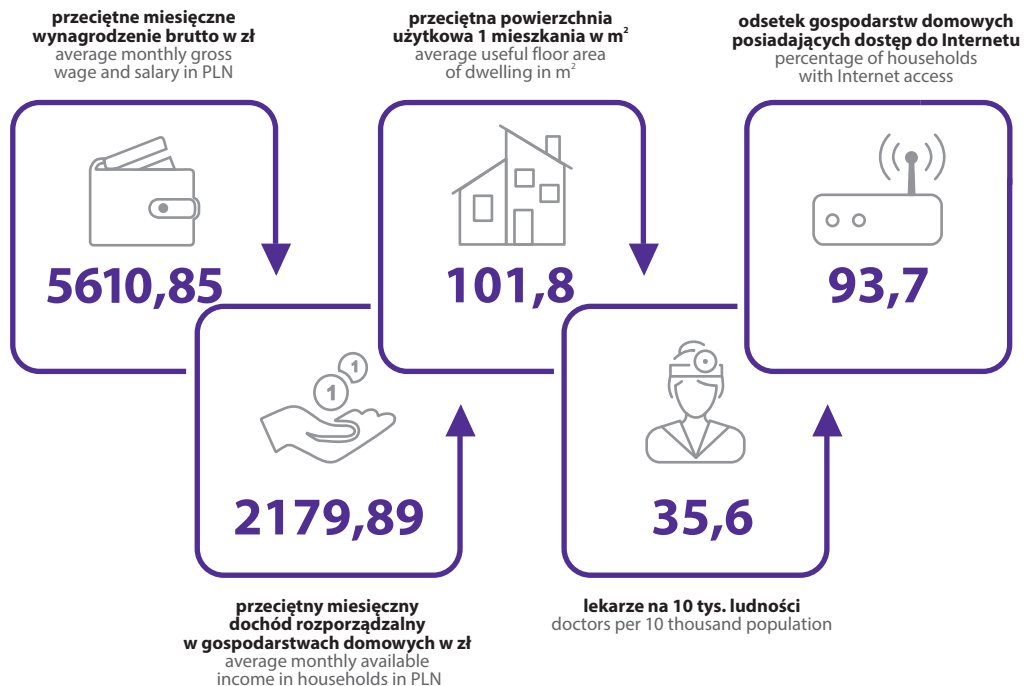 przeciętne miesięczne
wynagrodzenie brutto w zł
average monthly gross
wage and salary in PLN
5610,85
1
1
2179,89
przeciętny miesięczny
dochód rozporządzalny
w gospodarstwach domowych w zł
average monthly available
income in households in PLN
przeciętna powierzchnia
użytkowa 1 mieszkania w m²
average useful floor area
of dwelling in m²
101,8
35,6
lekarze na 10 tys. ludności
doctors per 10 thousand population
odsetek gospodarstw domowych
posiadających dostęp do Internetu
percentage of households
with Internet access
93,7